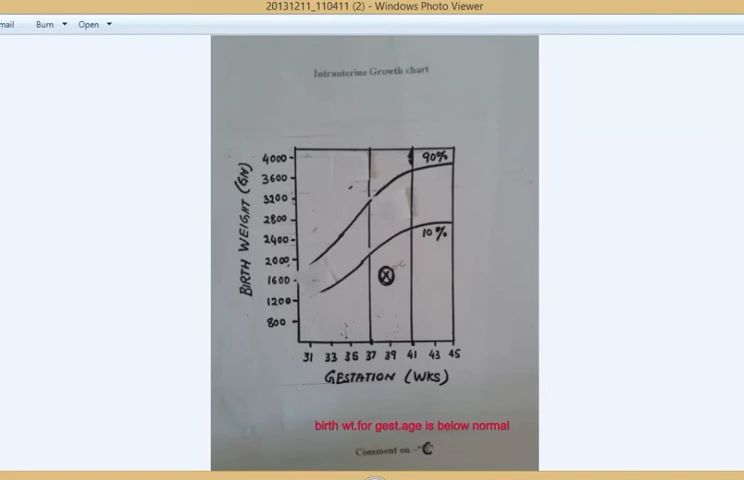 20131211_110411 (2) - Windows Photo Viewer
mail Burn Open
Intrauterine Growth chart
BIRTH WEIGHT (GM)
4000
3600
3200
2800
2400
2000
1600
1200
800
90%
10%
X
31 33 35 37 39 41 43 45
GESTATION (WKS)
birth wt.for gest.age is below normal
Comment on -"C"